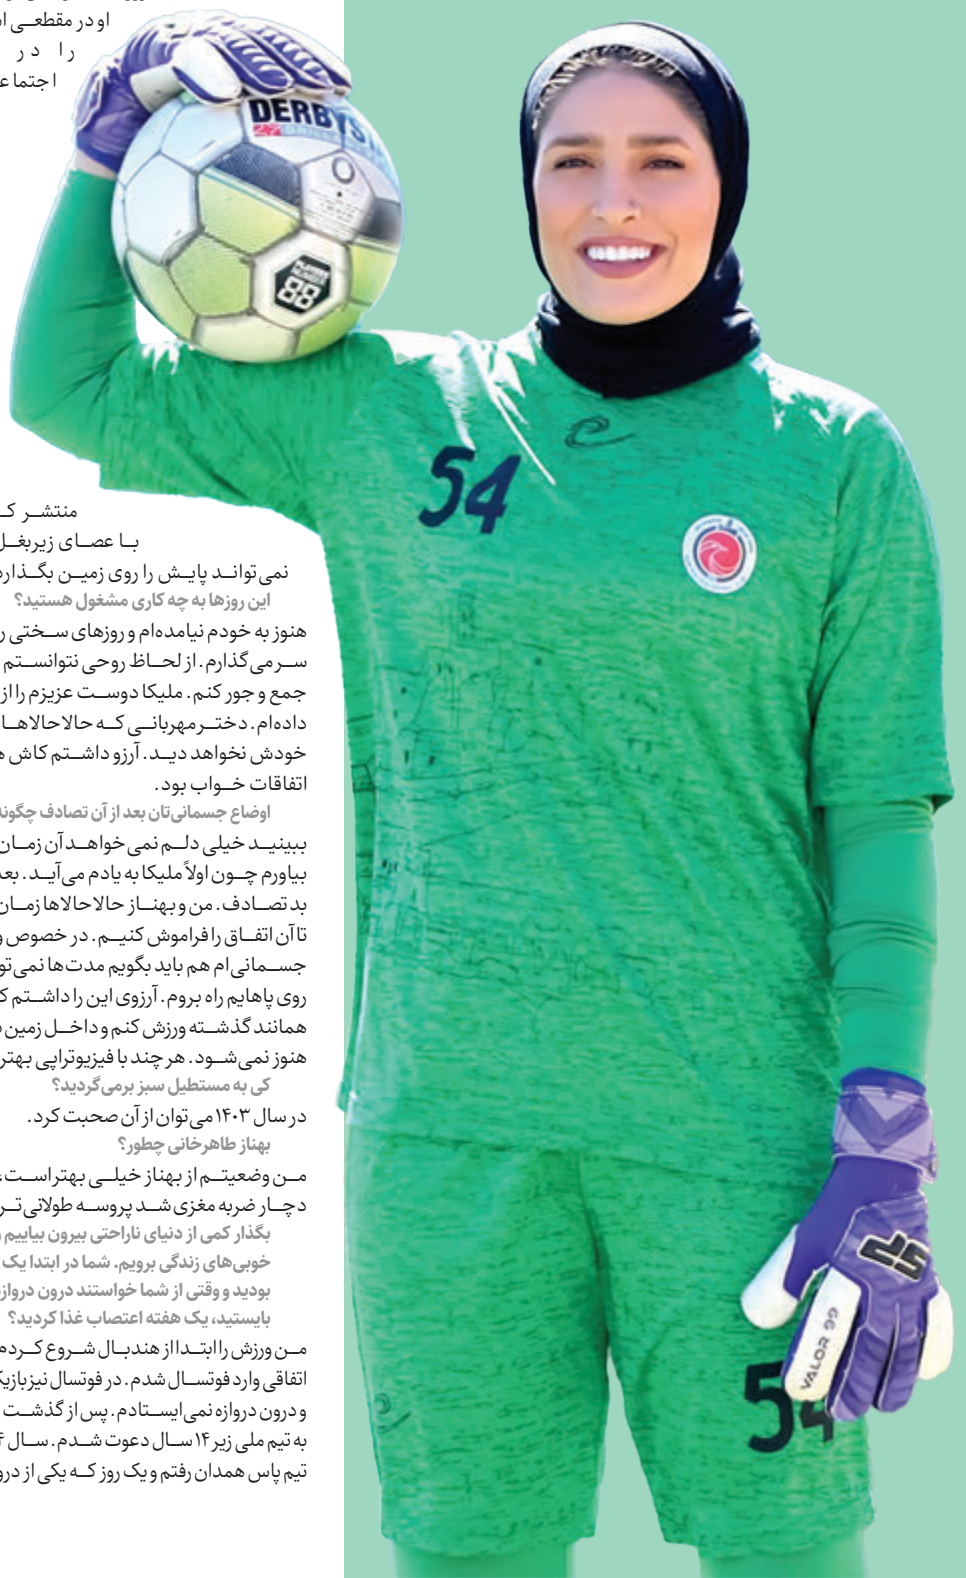 او در مقطعی
را در
اجتماع
منتشر
با عصای زیربغل
نمی‌تواند پایش را روی زمین بگذارد
این روزها به چه کاری مشغول هستید؟
هنوز به خودم نیامده‌ام و روزهای سختی
سر می‌گذارم. از لحاظ روحی نتوانستم
جمع و جور کنم. ملیکا دوست عزیزم را از
داده‌ام. دختر مهربانی که حالا حالاها
خودش نخواهد دید. آرزو داشتم کاش
اتفاقات خواب بود.
اوضاع جسمانی‌تان بعد از آن تصادف چگونه
ببینید خیلی دلم نمی‌خواهد آن زمان
بیاورم چون اولاً ملیکا به یادم می‌آید. بعد
بد تصادف. من و بهناز حالا حالاها زمان
تا آن اتفاق را فراموش کنیم. در خصوص
جسمانی‌ام هم باید بگویم مدت‌ها نمی‌تو
روی پاهایم راه بروم. آرزوی این را داشتم
همانند گذشته ورزش کنم و داخل زمین
هنوز نمی‌شود. هر چند با فیزیوتراپی بهتر
کی به مستطیل سبز برمی‌گردید؟
در سال ۱۴۰۳ می‌توان از آن صحبت کرد.
بهناز طاهرخانی چطور؟
من وضعیتم از بهناز خیلی بهتر است،
دچار ضربه مغزی شد پروسه طولانی‌تر
بگذار کمی از دنیای ناراحتی بیرون بیاییم
خوبی‌های زندگی برویم. شما در ابتدا یک
بودید و وقتی از شما خواستند درون درواز
بایستید، یک هفته اعتصاب غذا کردید؟
من ورزش را ابتدا از هندبال شروع کردم
اتفاقی وارد فوتسال شدم. در فوتسال نیز بازیک
و درون دروازه نمی‌ایستادم. پس از گذشت
به تیم ملی زیر ۱۴ سال دعوت شدم. سال
تیم پاس همدان رفتم و یک روز که یکی از درو
DERBYSTA
PLAYERS
NUMBER
88
54
VALOR 99
54